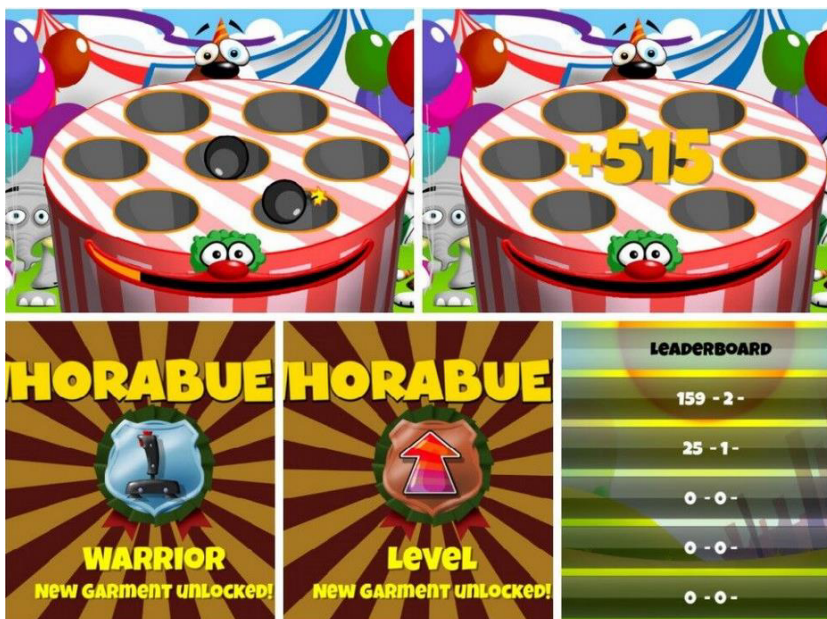 +515
HORABUE
WARRIOR
NEW GARMENT UNLOCKED!
HORABUE
LEVEL
NEW GARMENT UNLOCKED!
LEADERBOARD
159 - 2 -
25 - 1 -
0 - 0 -
0 - 0 -
0 - 0 -